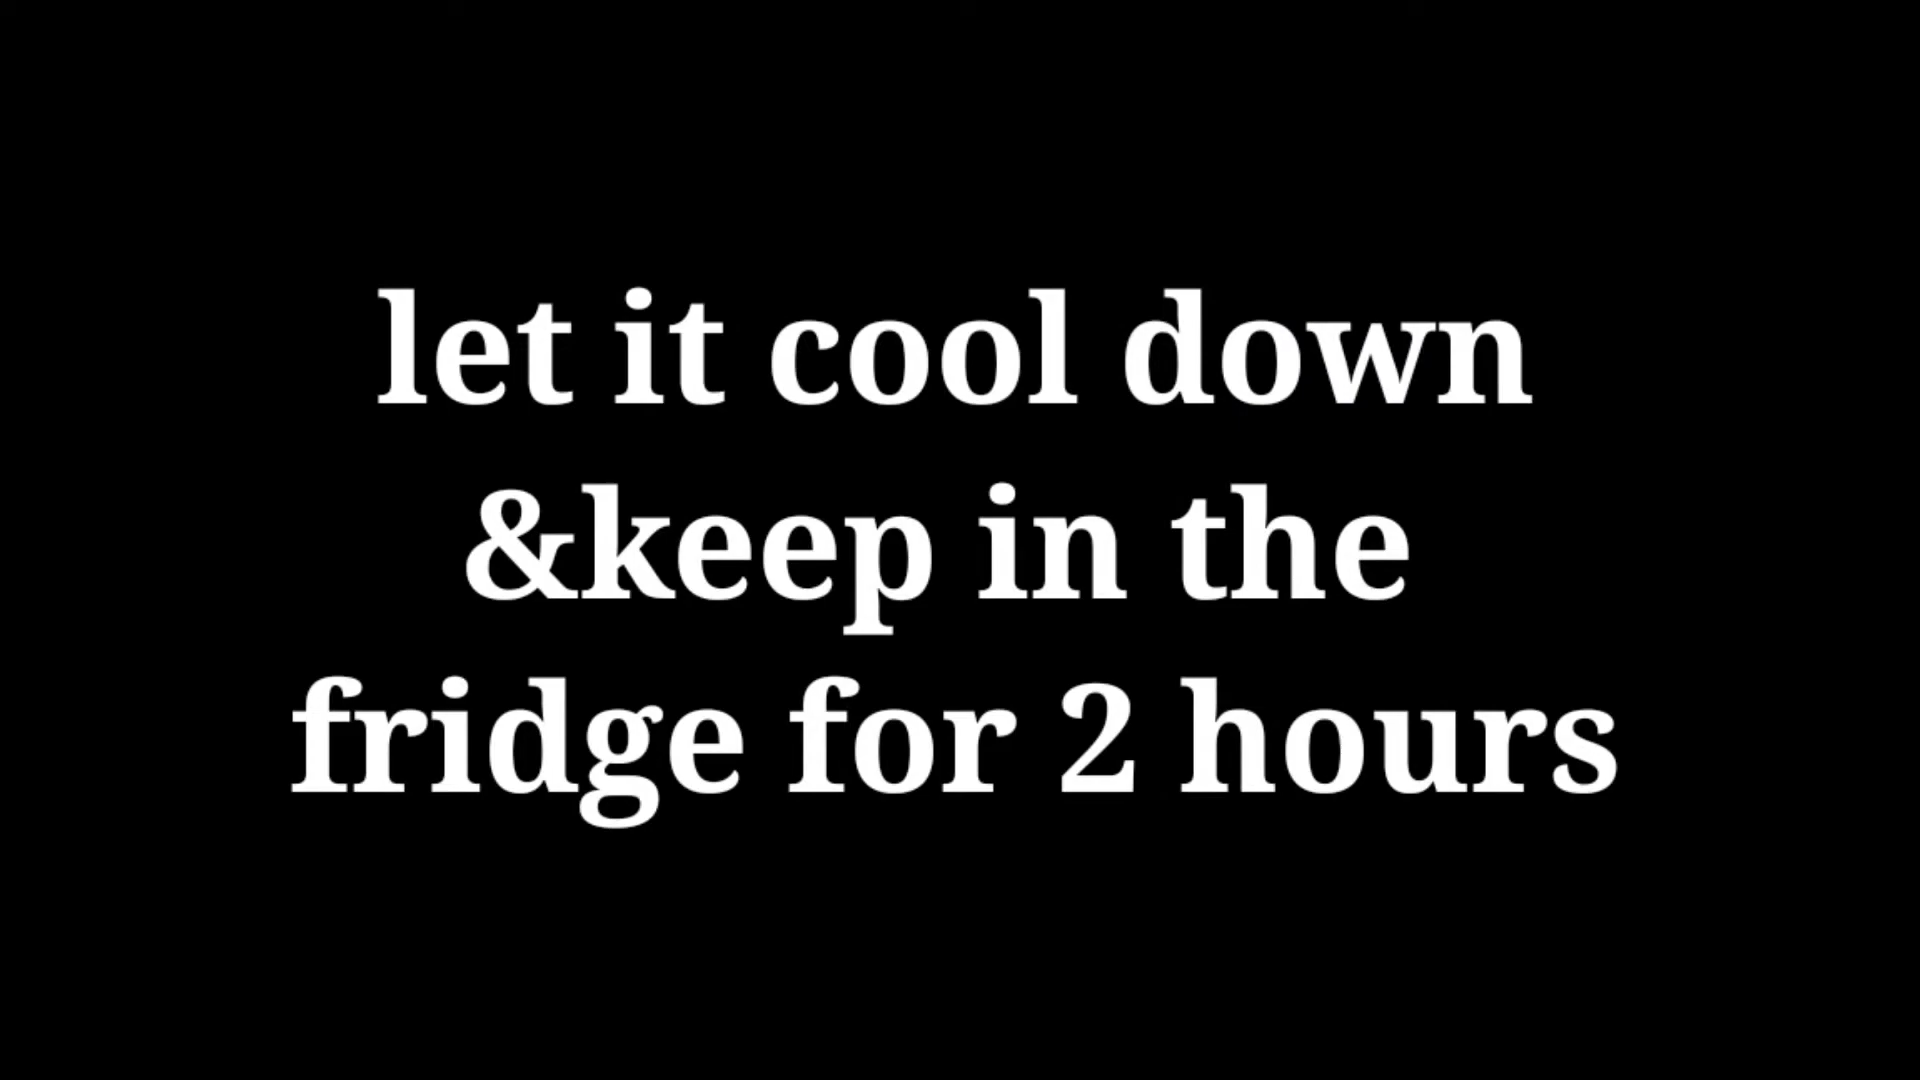 let it cool down
&keep in the
fridge for 2 hours